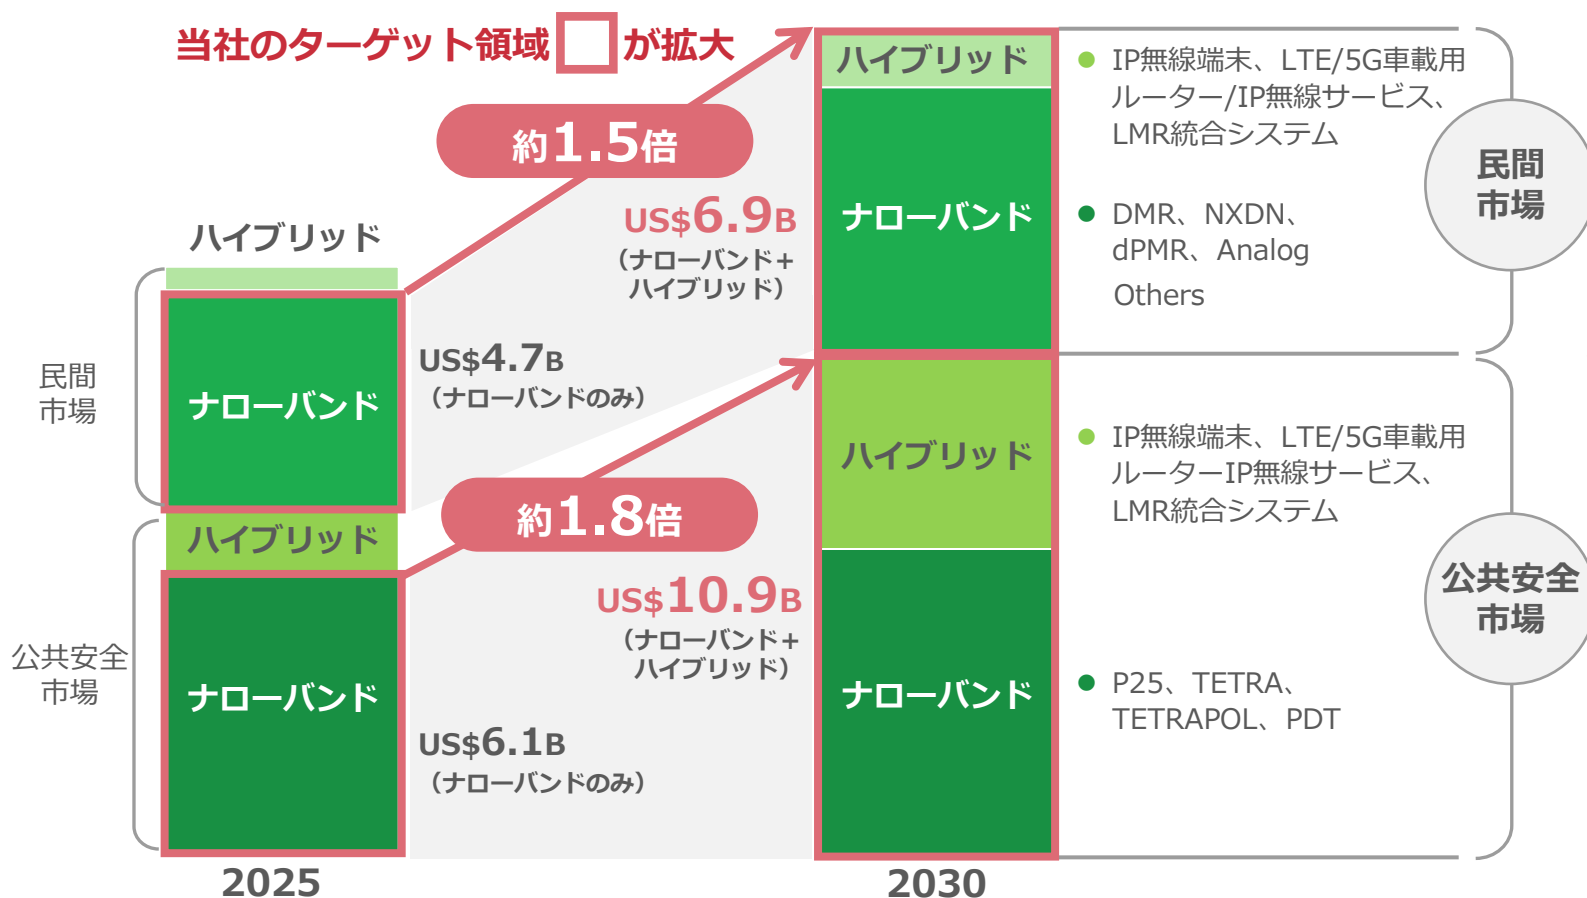 当社のターゲット領域 が拡大
ハイブリッド
ナローバンド
民間
市場
US$4.7B
（ナローバンドのみ）
ハイブリッド
ナローバンド
公共安全
市場
US$6.1B
（ナローバンドのみ）
2025
約1.5倍
US$6.9B
（ナローバンド＋
ハイブリッド）
約1.8倍
US$10.9B
（ナローバンド＋
ハイブリッド）
ハイブリッド
ナローバンド
ハイブリッド
ナローバンド
2030
IP無線端末、LTE/5G車載用
ルーター/IP無線サービス、
LMR統合システム
DMR、NXDN、
dPMR、Analog
Others
民間
市場
IP無線端末、LTE/5G車載用
ルーターIP無線サービス、
LMR統合システム
P25、TETRA、
TETRAPOL、PDT
公共安全
市場